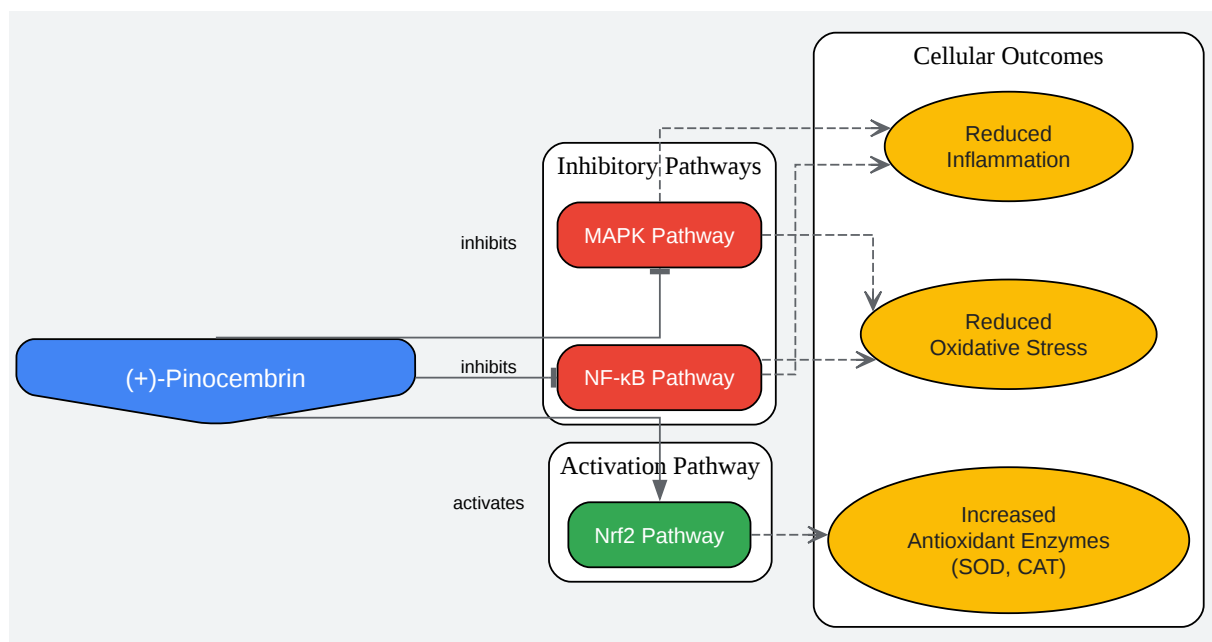 Cellular Outcomes
Reduced
Inflammation
Inhibitory Pathways
inhibits
MAPK Pathway
Reduced
Oxidative Stress
(+)-Pinocembrin
inhibits
NF-κB Pathway
Activation Pathway
activates
Nrf2 Pathway
Increased
Antioxidant Enzymes
(SOD, CAT)